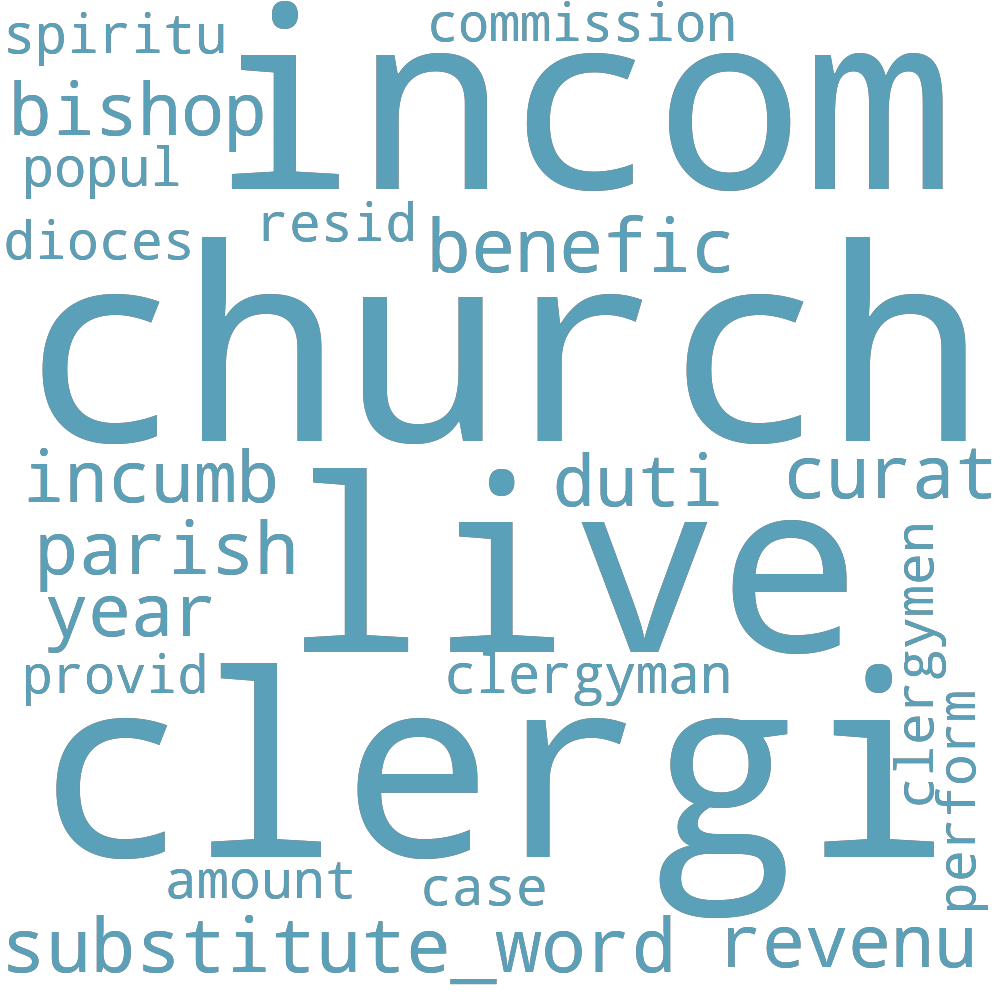 spiritu
commission
incom
bishop
popul
resid
dioces
benefic
church
incumb
live
duti
curat
parish
year
clergymen
provid
clergyman
clergi
perform
amount
case
substitute_word
revenu